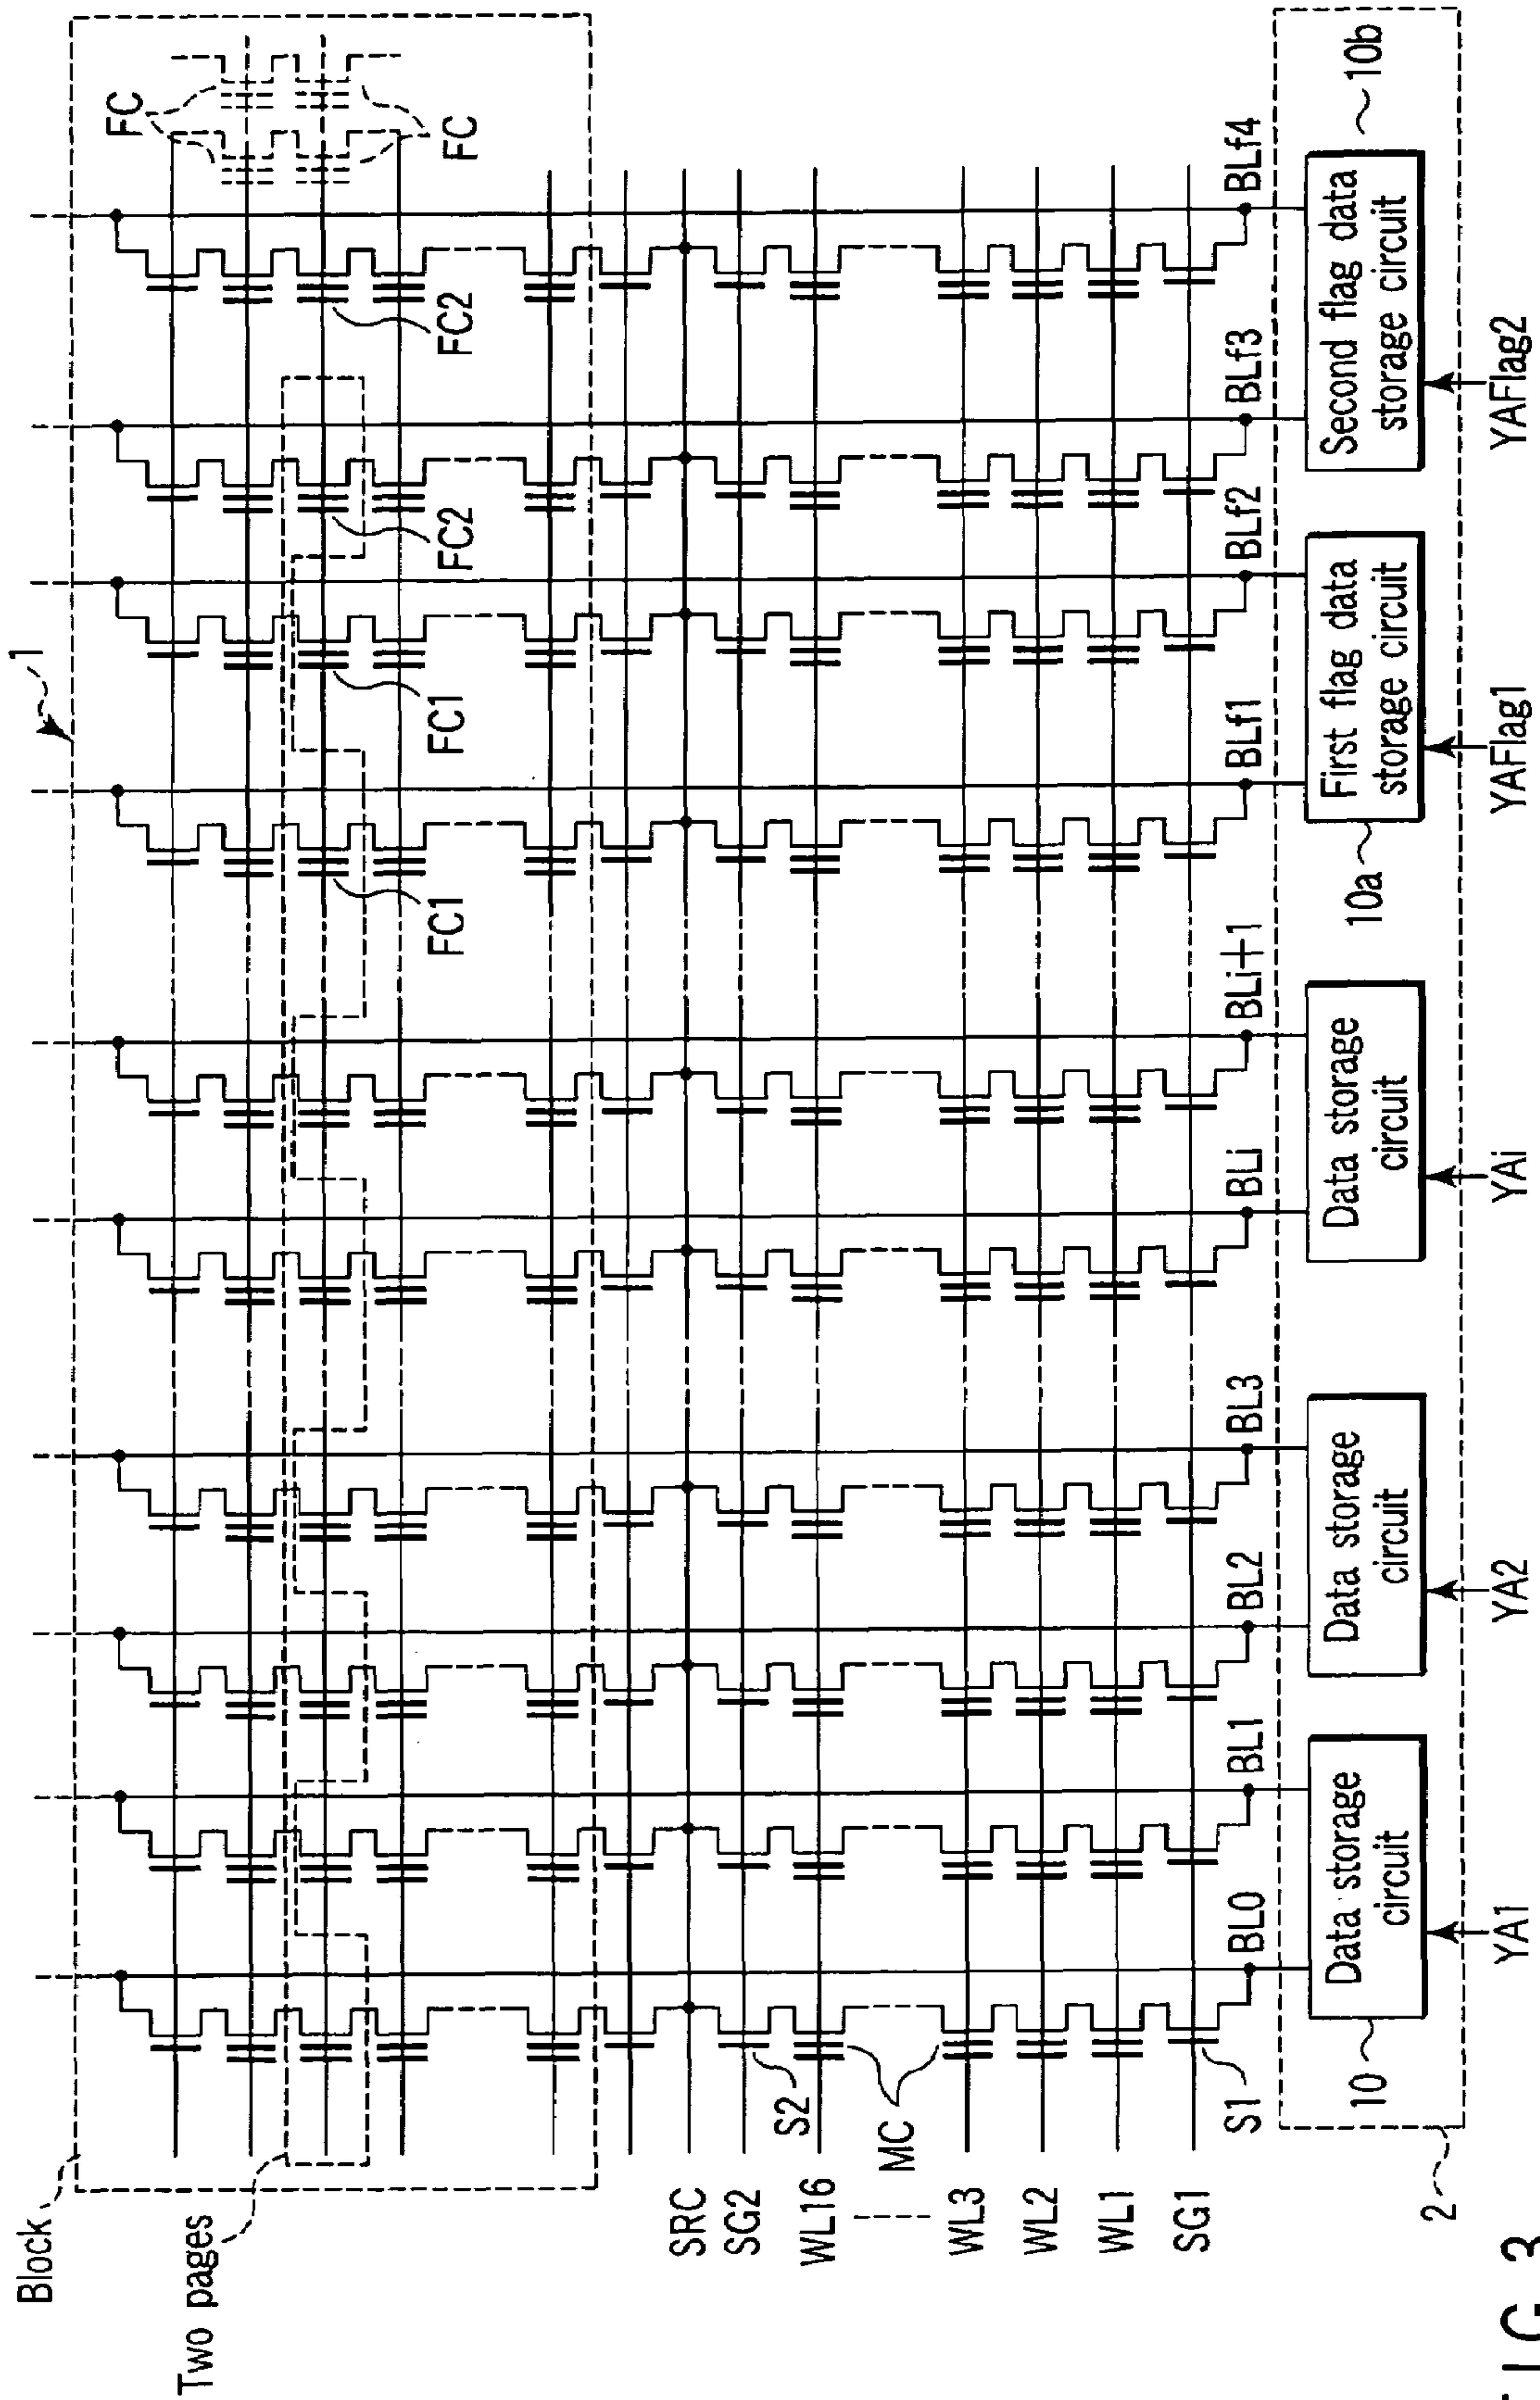 Block
1
Two pages
FC
FC
FC1
FC1
FC2
FC2
SRC
SG2
S2
WL16
MC
WL3
WL2
WL1
SG1
S1
BL0
BL1
BL2
BL3
BLi
BLi+1
BLf1
BLf2
BLf3
BLf4
10
Data storage
circuit
Data storage
circuit
Data storage
circuit
10a
First flag data
storage circuit
Second flag data
storage circuit
10b
2
YA1
YA2
YAi
YAFlag1
YAFlag2